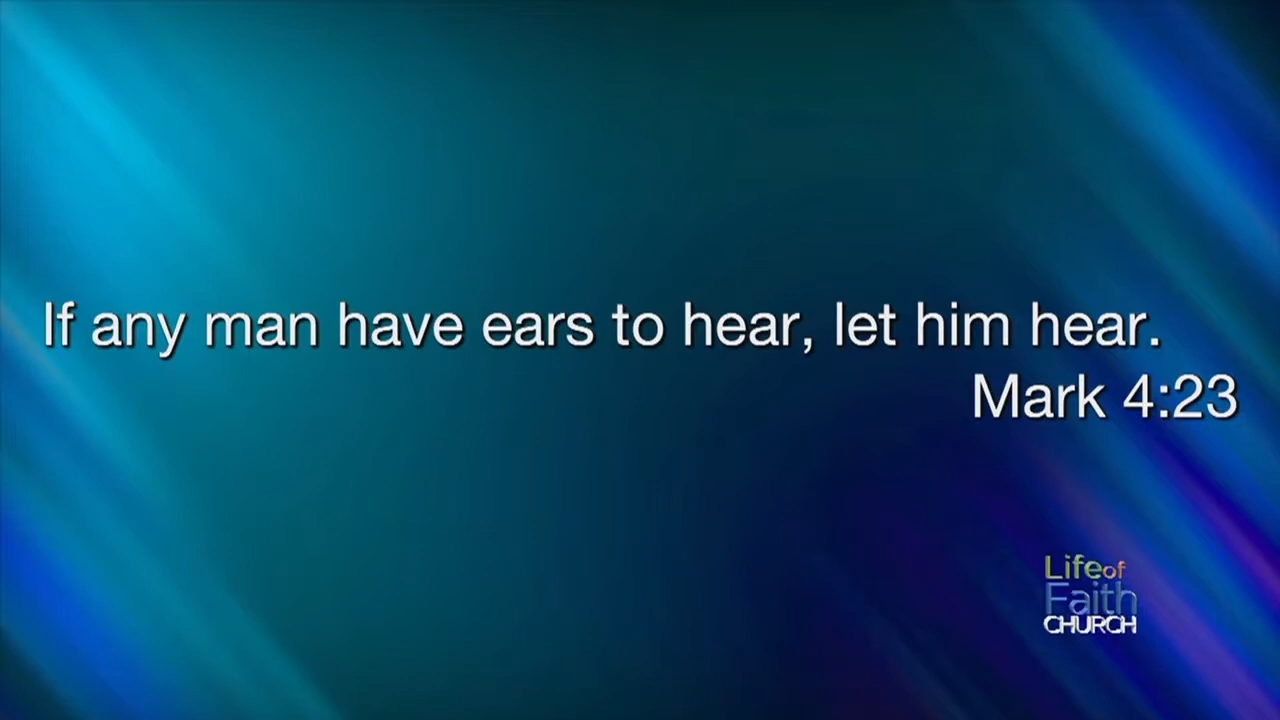 If any man have ears to hear, let him hear.
Mark 4:23
Life of
Faith
CHURCH